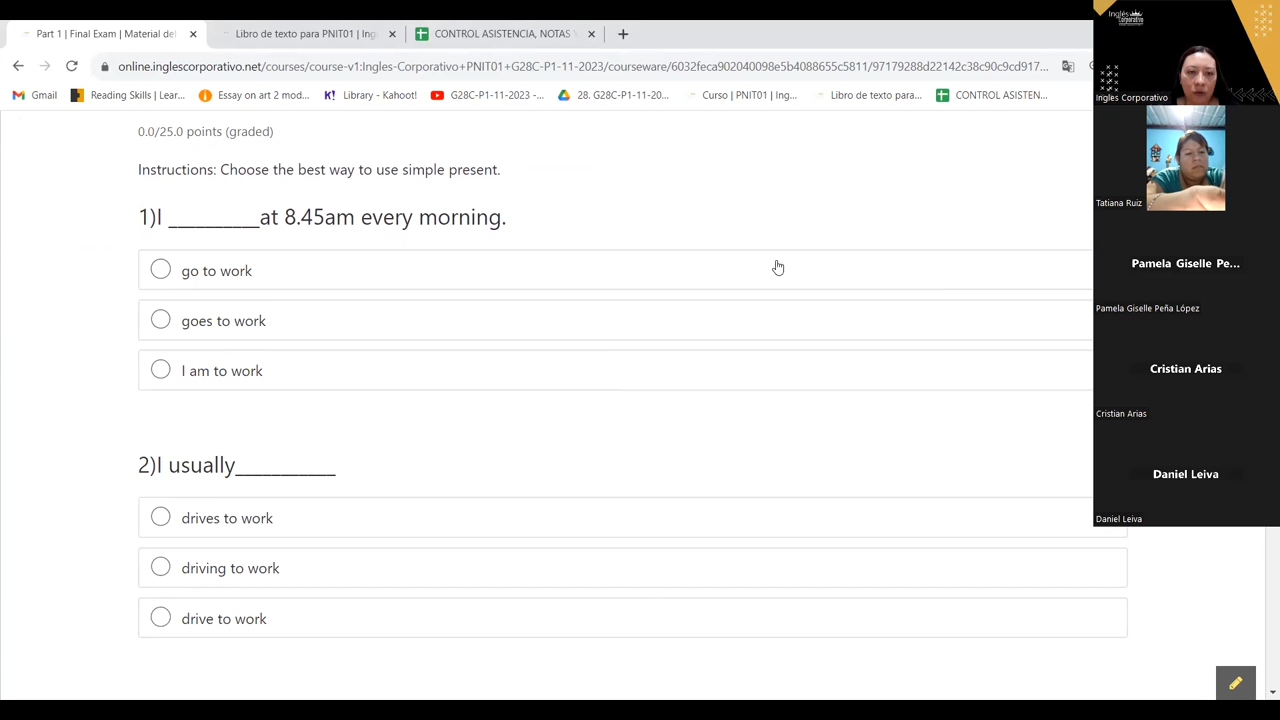 Part 1 | Final Exam | Material del
Libro de texto para PNIT01 | Ing
CONTROL ASISTENCIA, NOTAS Y
online.inglescorporativo.net/courses/course-v1:Ingles-Corporativo+PNIT01+G28C-P1-11-2023/courseware/6032feca902040098e5b4088655c5811/97179288d22142c38c90c9cd917...
Gmail
Reading Skills | Lear...
Essay on art 2 mod...
Library - Kahoot!
G28C-P1-11-2023 -...
28. G28C-P1-11-20...
Curso | PNIT01 | Ing...
Libro de texto para...
CONTROL ASISTEN...
0.0/25.0 points (graded)
Instructions: Choose the best way to use simple present.
1)I __________at 8.45am every morning.
go to work
goes to work
I am to work
2)I usually___________
drives to work
driving to work
drive to work
Inglés
Corporativo
Ingles Corporativo
Tatiana Ruiz
Pamela Giselle Pe...
Pamela Giselle Peña López
Cristian Arias
Cristian Arias
Daniel Leiva
Daniel Leiva